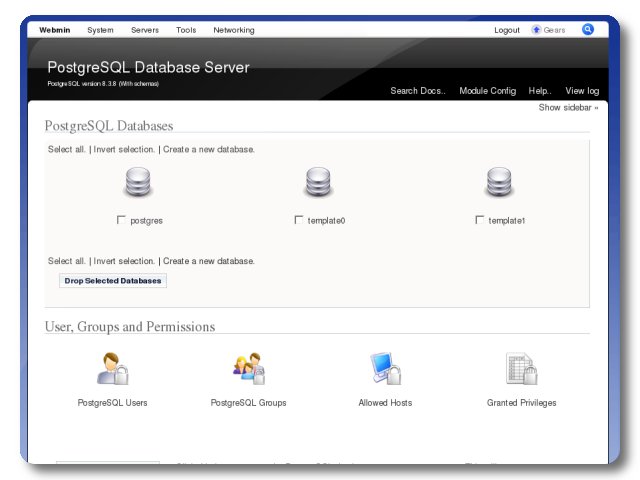 Webmin System Servers Tools Networking Logout Gears
PostgreSQL Database Server
PostgreSQL version 8.3.8 (With schemas)
Search Docs.. Module Config Help.. View log
Show sidebar »
PostgreSQL Databases
Select all. | Invert selection. | Create a new database.
postgres template0 template1
Select all. | Invert selection. | Create a new database.
Drop Selected Databases
User, Groups and Permissions
PostgreSQL Users PostgreSQL Groups Allowed Hosts Granted Privileges